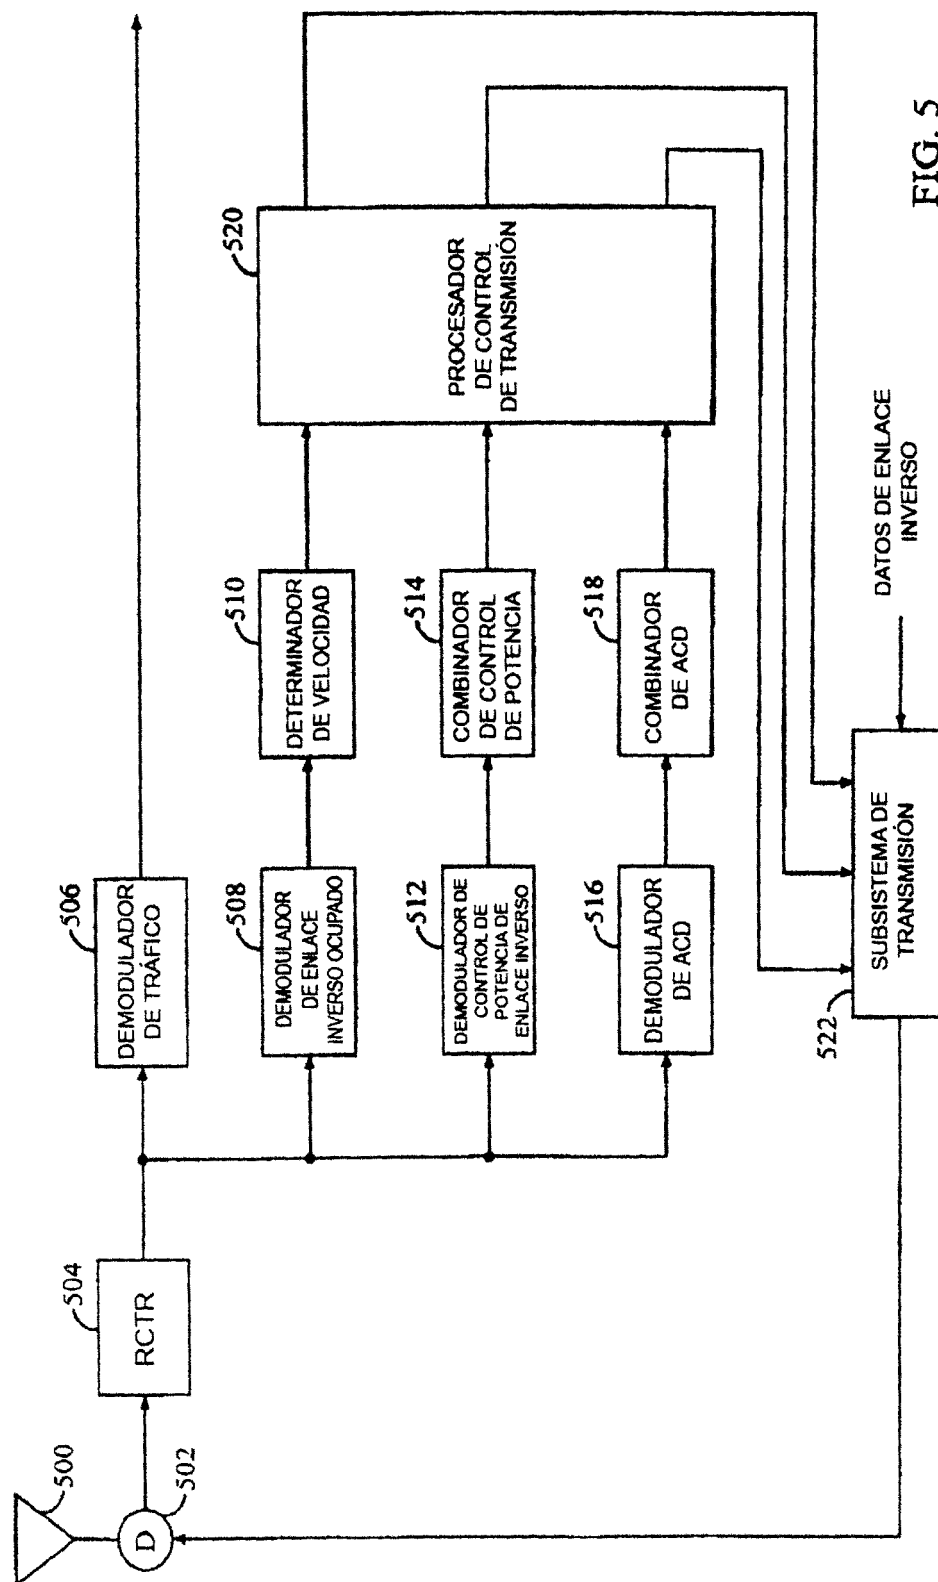 500
D
502
504
RCTR
506
DEMODULADOR
DE TRÁFICO
508
DEMODULADOR
DE ENLACE
INVERSO OCUPADO
510
DETERMINADOR
DE VELOCIDAD
512
DEMODULADOR DE
CONTROL DE
POTENCIA DE
ENLACE INVERSO
514
COMBINADOR
DE CONTROL
DE POTENCIA
516
DEMODULADOR
DE ACD
518
COMBINADOR
DE ACD
520
PROCESADOR
DE CONTROL
DE TRANSMISIÓN
522
SUBSISTEMA DE
TRANSMISIÓN
DATOS DE ENLACE
INVERSO
FIG. 5